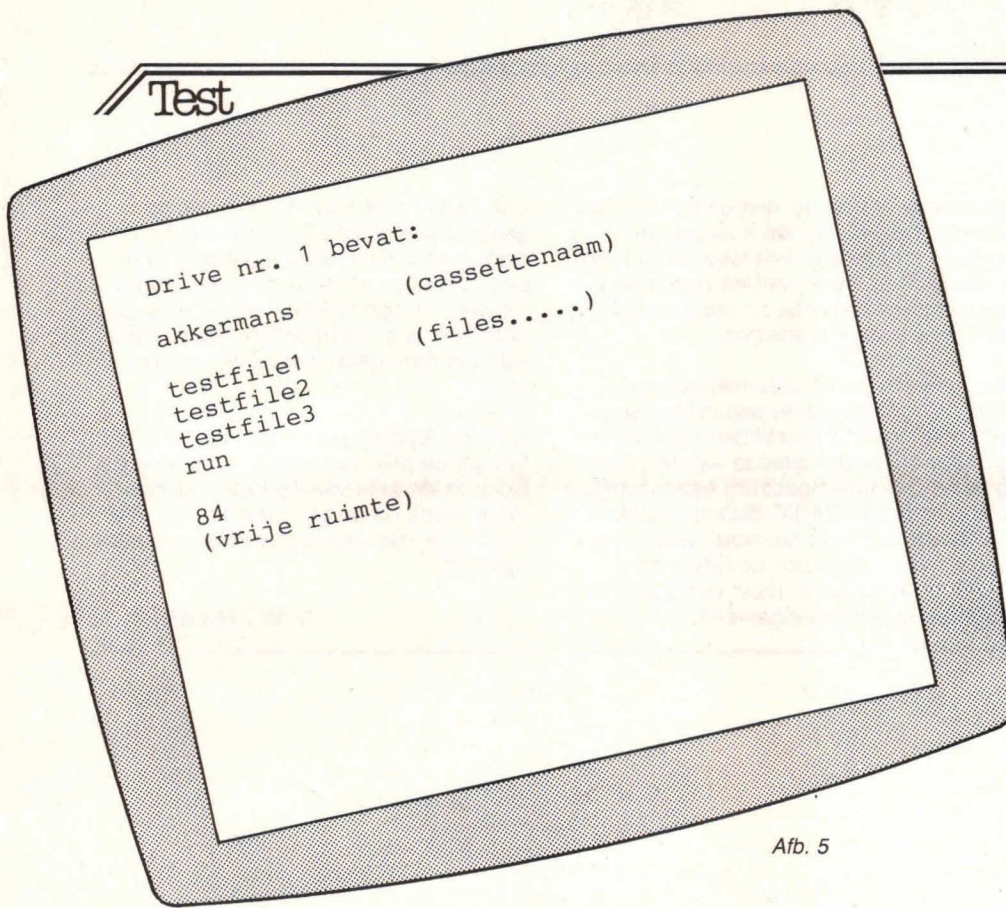 Test
Drive nr. 1 bevat:
akkermans (cassettenaam)
testfile1 (files.....)
testfile2
testfile3
run
84
(vrije ruimte)
Afb. 5